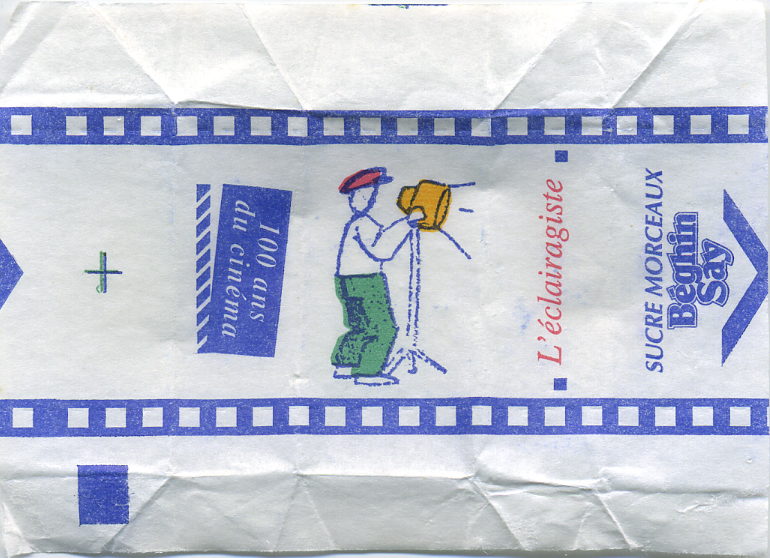 100 ans
du cinéma
L'éclairagiste
SUCRE MORCEAUX
Béghin
Say